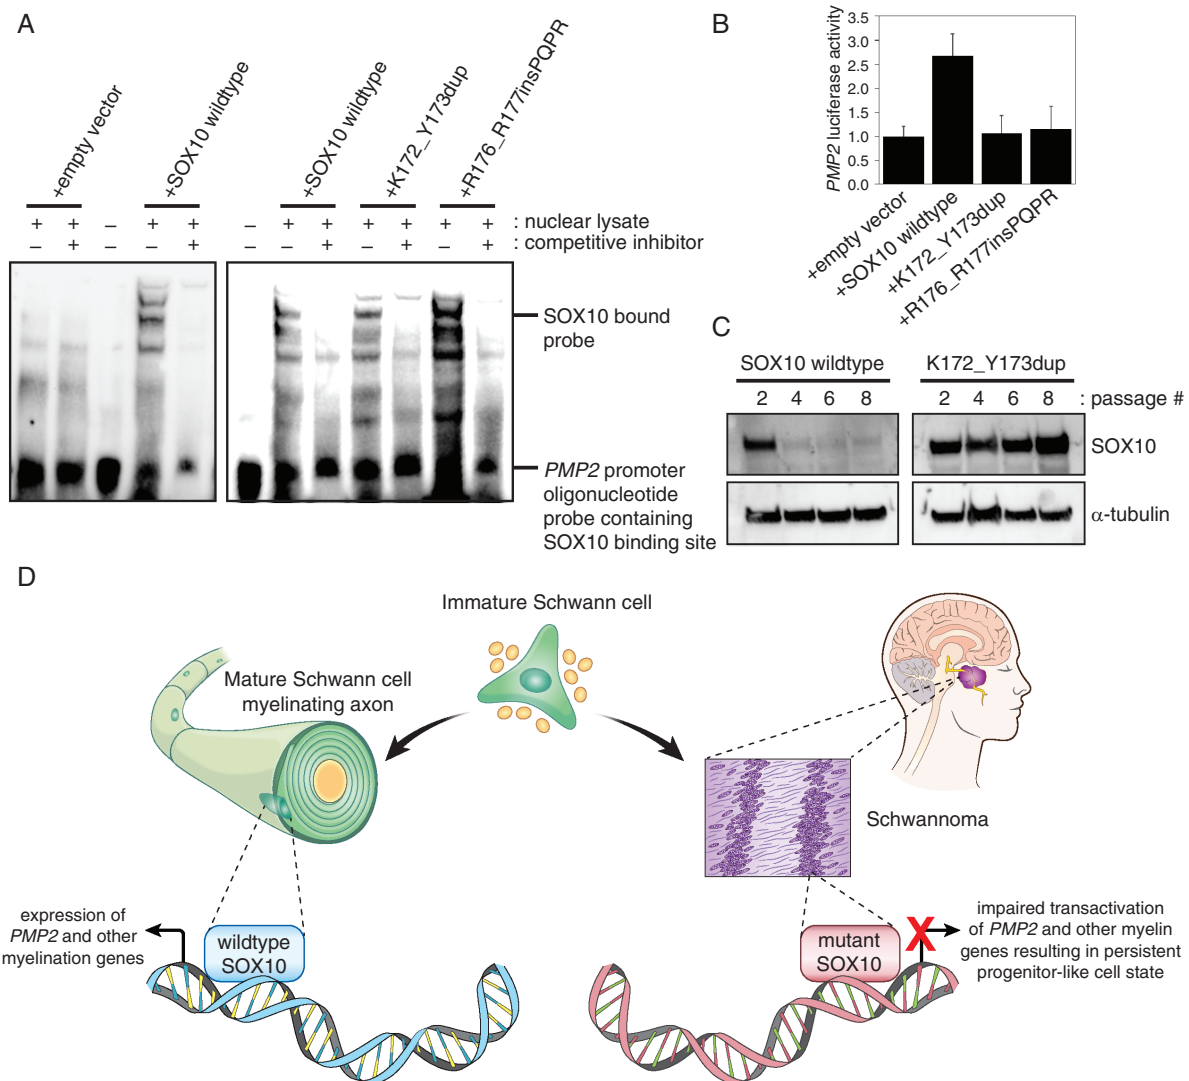 A
+empty vector
+SOX10 wildtype
+SOX10 wildtype
+K172_Y173dup
+R176_R177insPQPR
+ + – + + – + + + + + + : nuclear lysate
– + – + – + – + – + : competitive inhibitor
SOX10 bound
probe
PMP2 promoter
oligonucleotide
probe containing
SOX10 binding site
B
PMP2 luciferase activity
3.5
3.0
2.5
2.0
1.5
1.0
0.5
0.0
+empty vector
+SOX10 wildtype
+K172_Y173dup
+R176_R177insPQPR
C
SOX10 wildtype K172_Y173dup
2 4 6 8 2 4 6 8 : passage #
SOX10
α-tubulin
D
Immature Schwann cell
Mature Schwann cell
myelinating axon
Schwannoma
expression of
PMP2 and other
myelination genes
wildtype
SOX10
mutant
SOX10
X
impaired transactivation
of PMP2 and other myelin
genes resulting in persistent
progenitor-like cell state